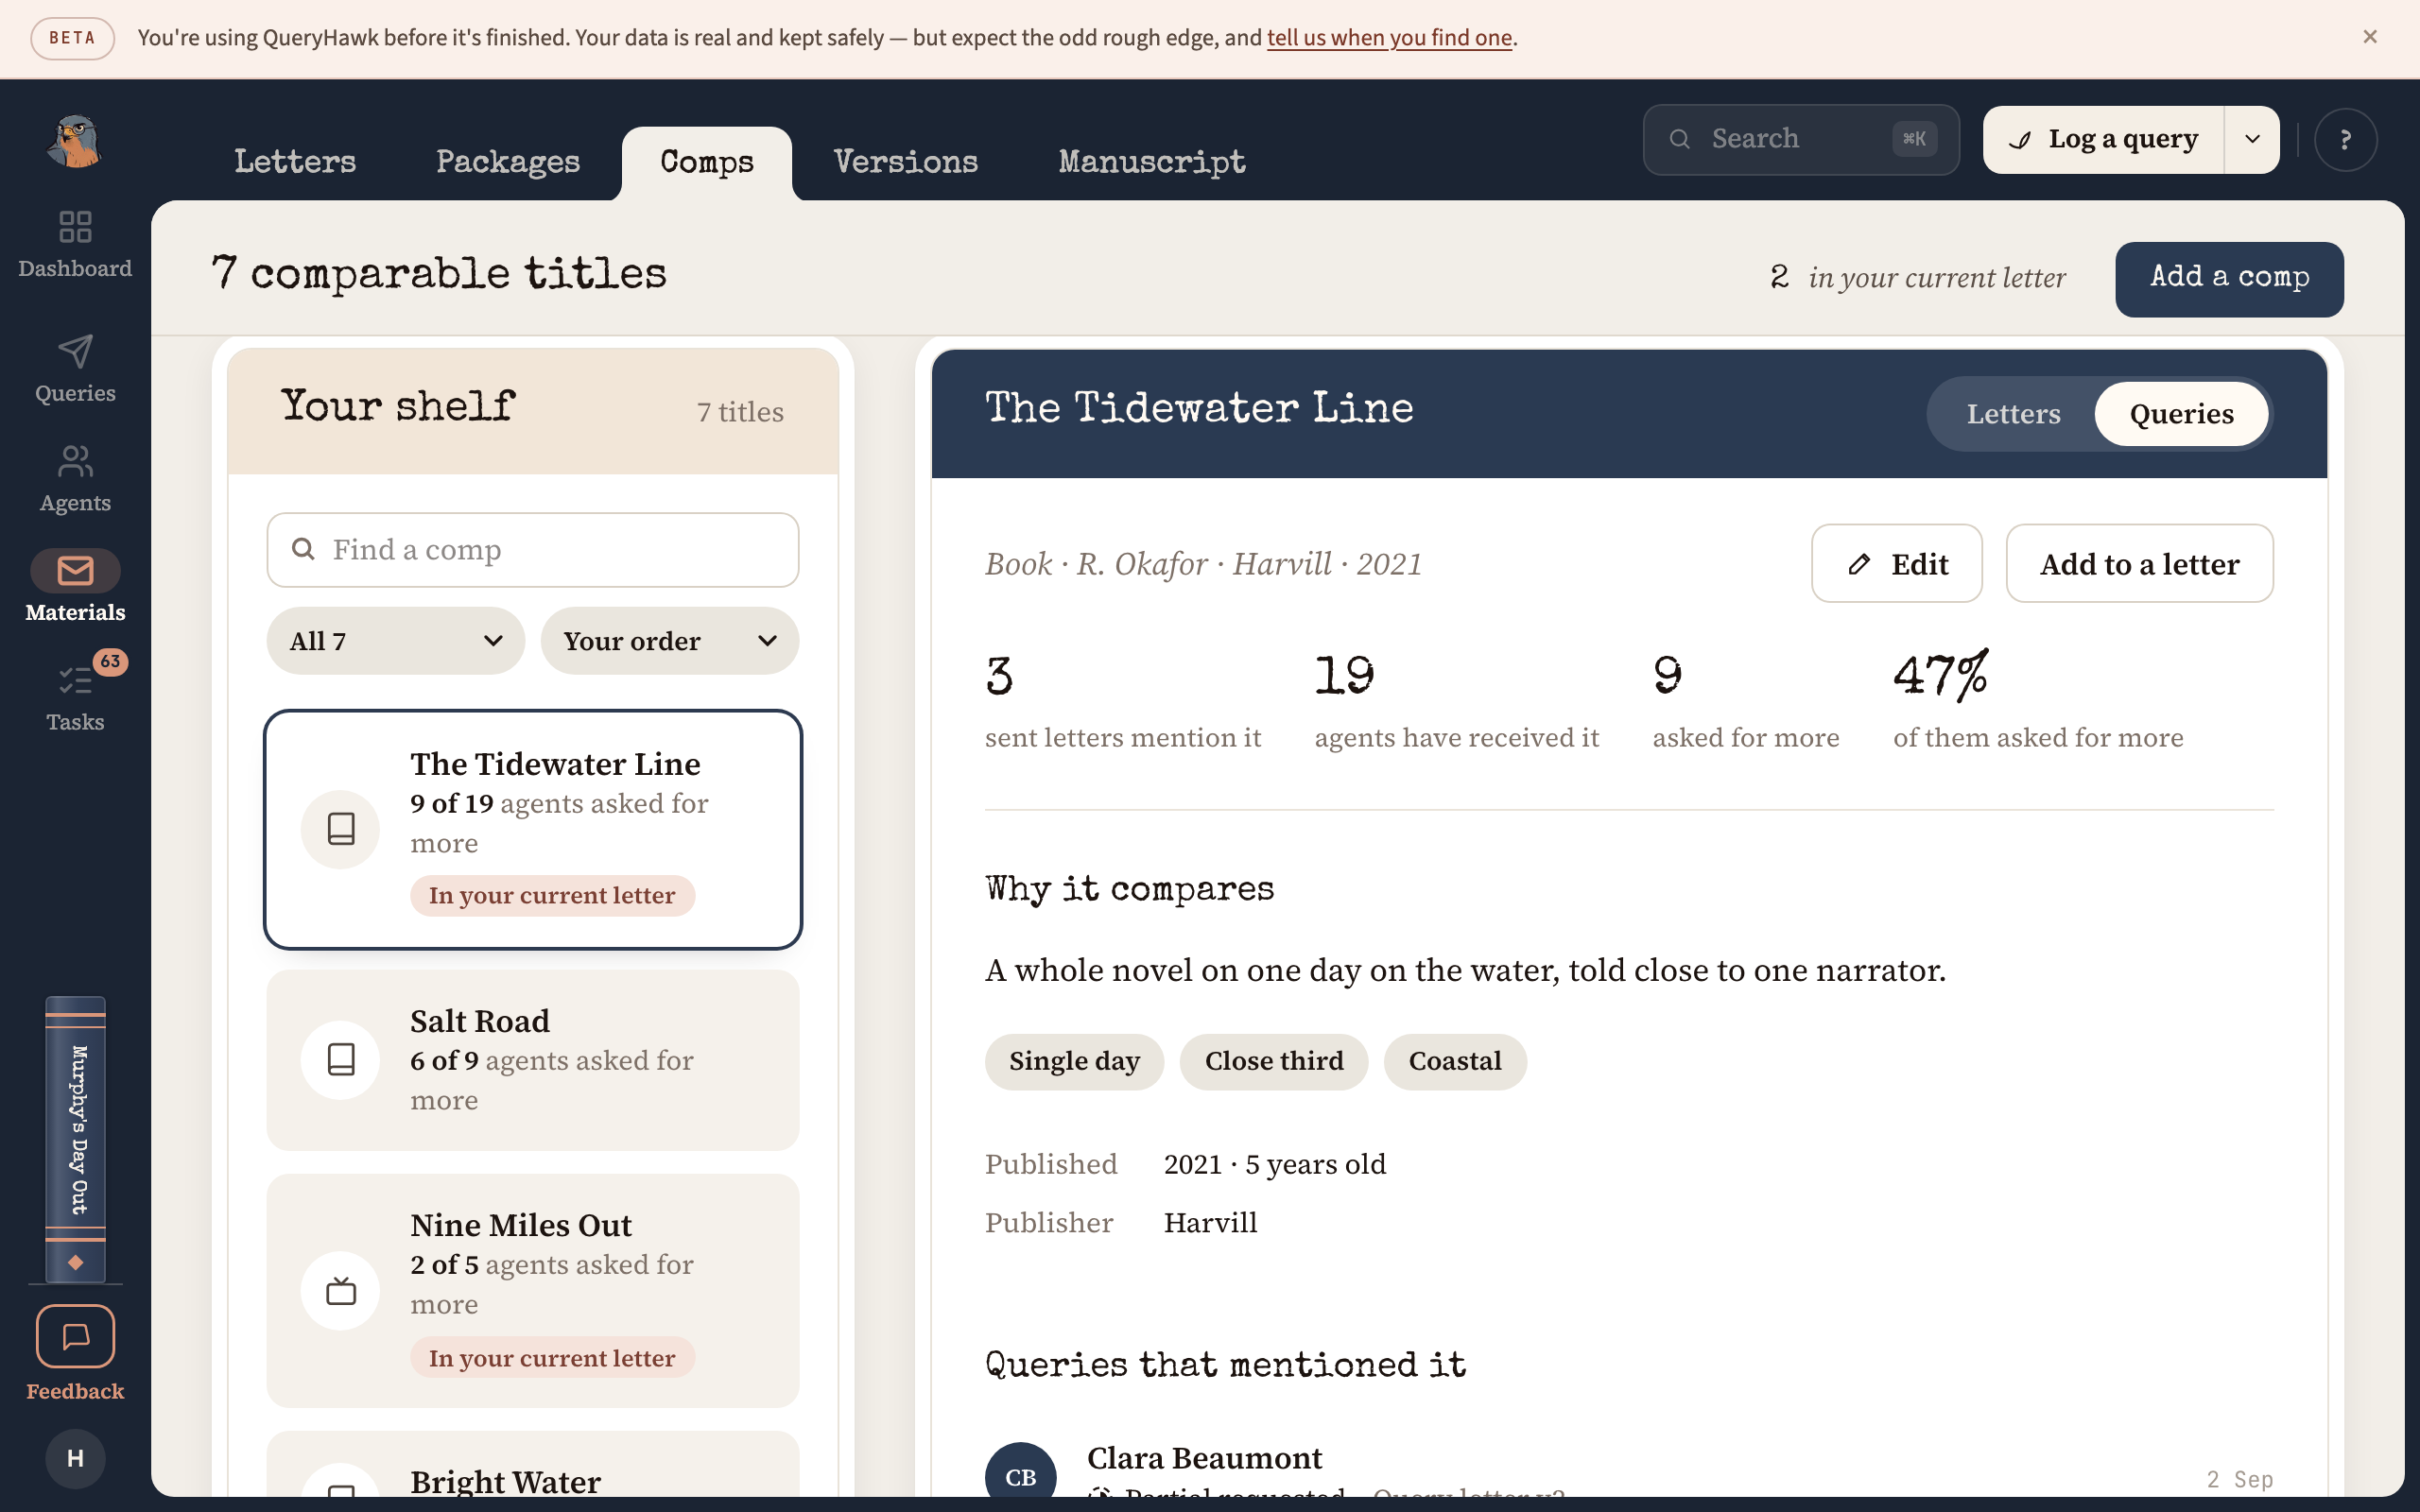 BETA
You're using QueryHawk before it's finished. Your data is real and kept safely — but expect the odd rough edge, and tell us when you find one.
×
Letters
Packages
Comps
Versions
Manuscript
Search
⌘K
Log a query
?
Dashboard
Queries
Agents
Materials
63
Tasks
Murphy's Day Out
Feedback
H
7 comparable titles
2 in your current letter
Add a comp
Your shelf
7 titles
Find a comp
All 7
Your order
The Tidewater Line
9 of 19 agents asked for
more
In your current letter
Salt Road
6 of 9 agents asked for
more
Nine Miles Out
2 of 5 agents asked for
more
In your current letter
Bright Water
The Tidewater Line
Letters
Queries
Book · R. Okafor · Harvill · 2021
Edit
Add to a letter
3
sent letters mention it
19
agents have received it
9
asked for more
47%
of them asked for more
Why it compares
A whole novel on one day on the water, told close to one narrator.
Single day
Close third
Coastal
Published 2021 · 5 years old
Publisher Harvill
Queries that mentioned it
CB
Clara Beaumont
Partial requested
Query letter v2
2 Sep